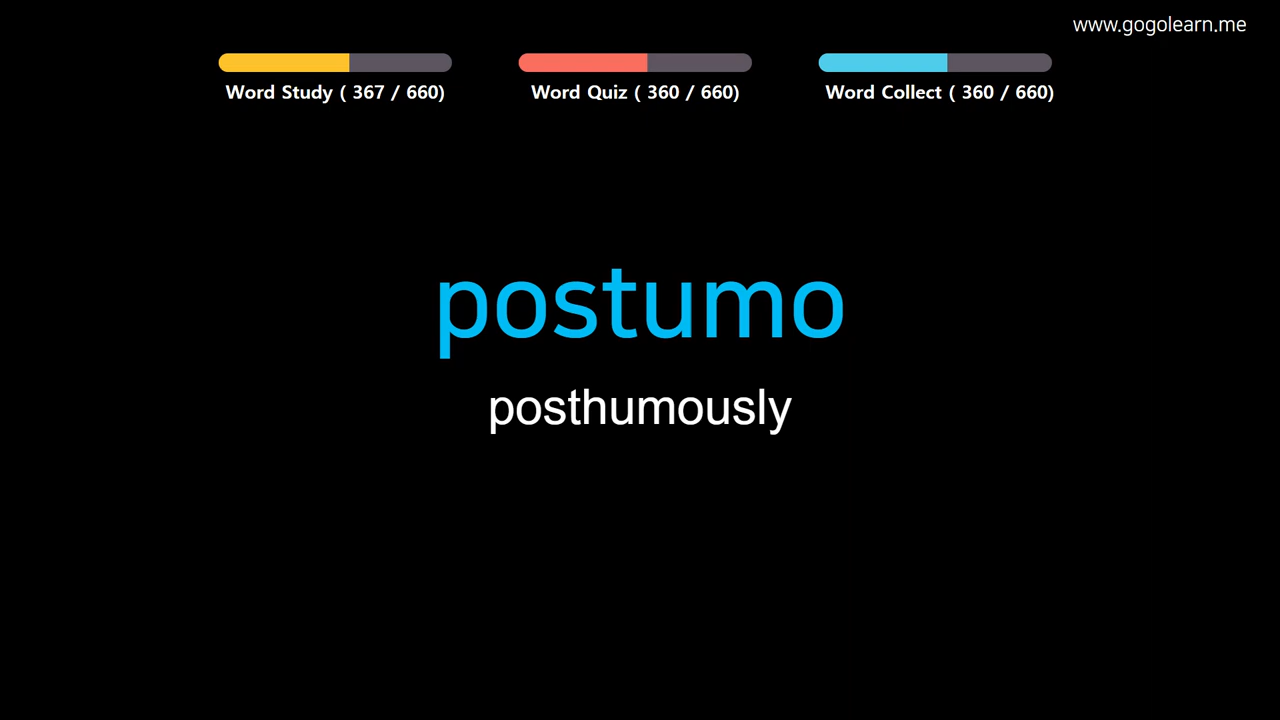 www.gogolearn.me
Word Study ( 367 / 660)
Word Quiz ( 360 / 660)
Word Collect ( 360 / 660)
postumo
posthumously